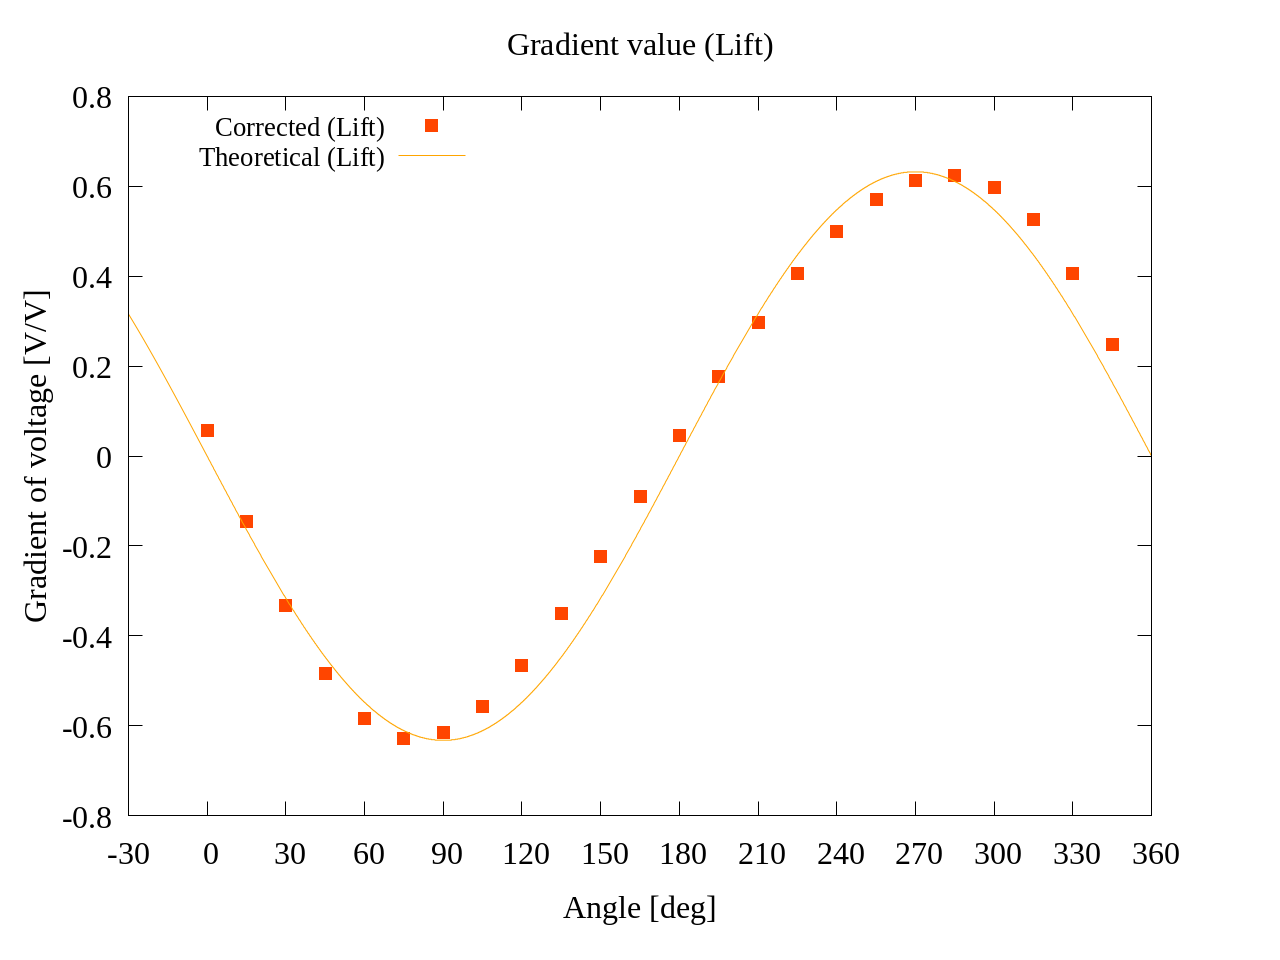 Gradient value (Lift)
Corrected (Lift)
Theoretical (Lift)
Gradient of voltage [V/V]
0.8
0.6
0.4
0.2
0
-0.2
-0.4
-0.6
-0.8
-30 0 30 60 90 120 150 180 210 240 270 300 330 360
Angle [deg]